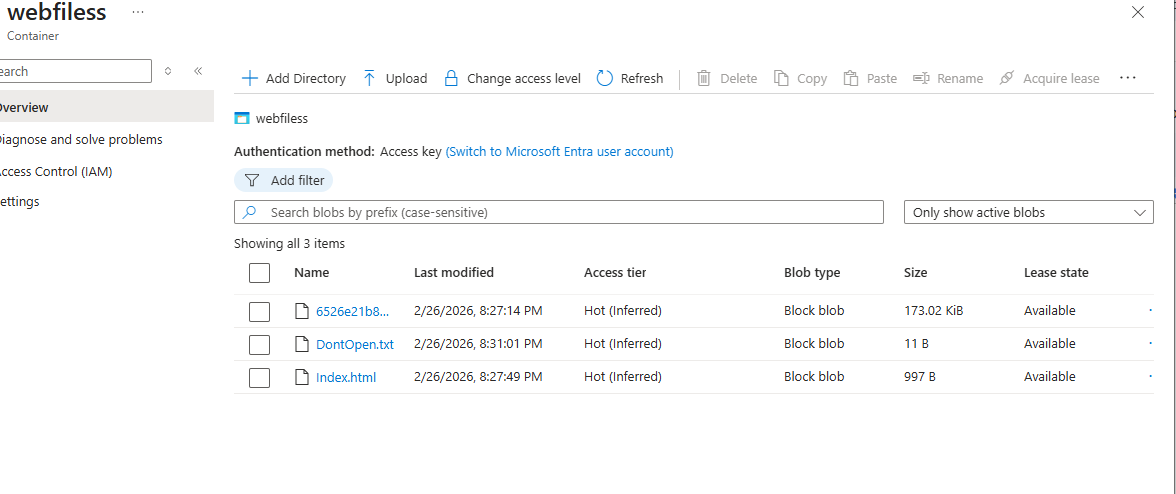 webfiless ...
Container
earch
Add Directory Upload Change access level Refresh Delete Copy Paste Rename Acquire lease ...
verview
iagnose and solve problems
ccess Control (IAM)
ettings
webfiless
Authentication method: Access key (Switch to Microsoft Entra user account)
Add filter
Search blobs by prefix (case-sensitive) Only show active blobs
Showing all 3 items
Name Last modified Access tier Blob type Size Lease state
6526e21b8... 2/26/2026, 8:27:14 PM Hot (Inferred) Block blob 173.02 KiB Available
DontOpen.txt 2/26/2026, 8:31:01 PM Hot (Inferred) Block blob 11 B Available
Index.html 2/26/2026, 8:27:49 PM Hot (Inferred) Block blob 997 B Available